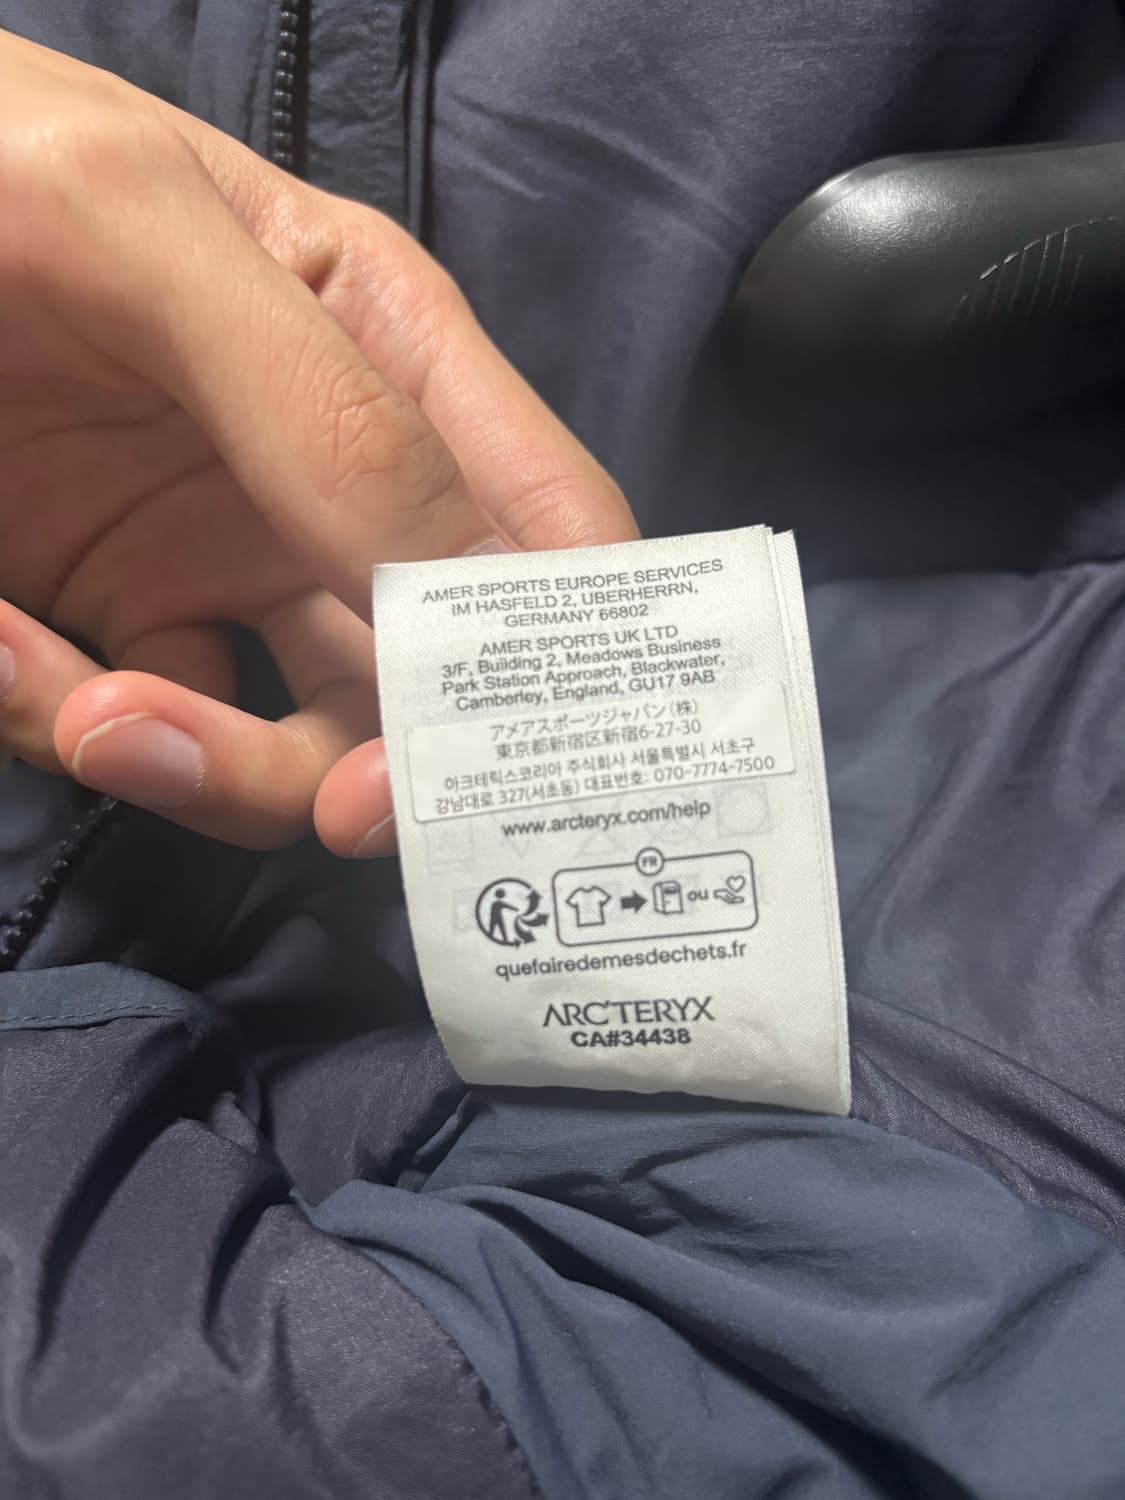 AMER SPORTS EUROPE SERVICES
IM HASFELD 2, UBERHERRN,
GERMANY 66802
AMER SPORTS UK LTD
3/F, Building 2, Meadows Business
Park Station Approach, Blackwater,
Camberley, England, GU17 9AB
アメアスポーツジャパン（株）
東京都新宿区新宿6-27-30
아크테릭스코리아 주식회사 서울특별시 서초구
강남대로 327(서초동) 대표번호: 070-7774-7500
www.arcteryx.com/help
FR
ou
quefairedemesdechets.fr
ARC'TERYX
CA#34438